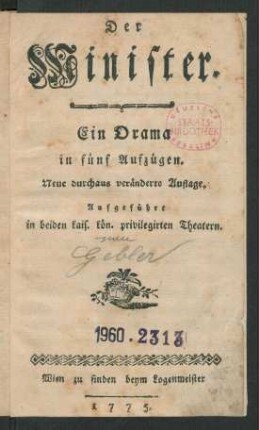 Der
Minister.
Ein Drama
in fünf Aufzügen.
Neue durchaus veränderte Auflage.
Aufgeführt
in beiden kais. kön. privilegirten Theatern.
Gebler
1960.2313
Wien zu finden beym Logenmeister
1775.